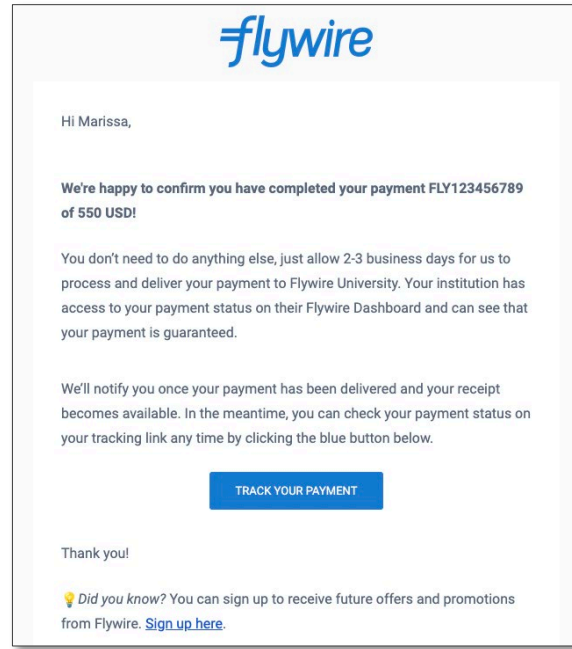 flywire
Hi Marissa,
We're happy to confirm you have completed your payment FLY123456789
of 550 USD!
You don't need to do anything else, just allow 2-3 business days for us to
process and deliver your payment to Flywire University. Your institution has
access to your payment status on their Flywire Dashboard and can see that
your payment is guaranteed.
We'll notify you once your payment has been delivered and your receipt
becomes available. In the meantime, you can check your payment status on
your tracking link any time by clicking the blue button below.
TRACK YOUR PAYMENT
Thank you!
💡Did you know? You can sign up to receive future offers and promotions
from Flywire. Sign up here.